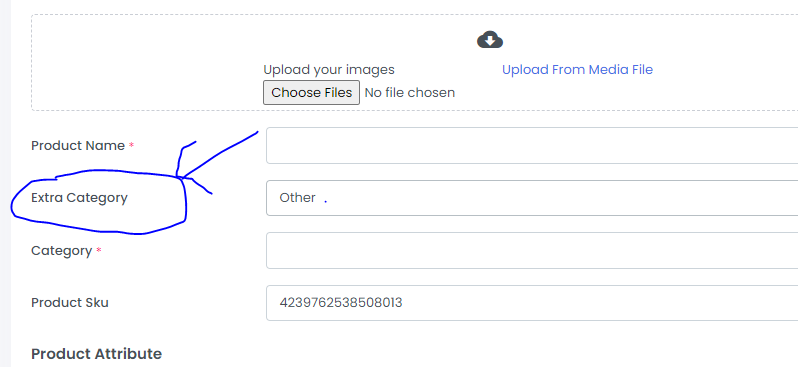 Upload your images
Upload From Media File
Choose Files No file chosen
Product Name *
Extra Category
Other .
Category *
Product Sku
4239762538508013
Product Attribute